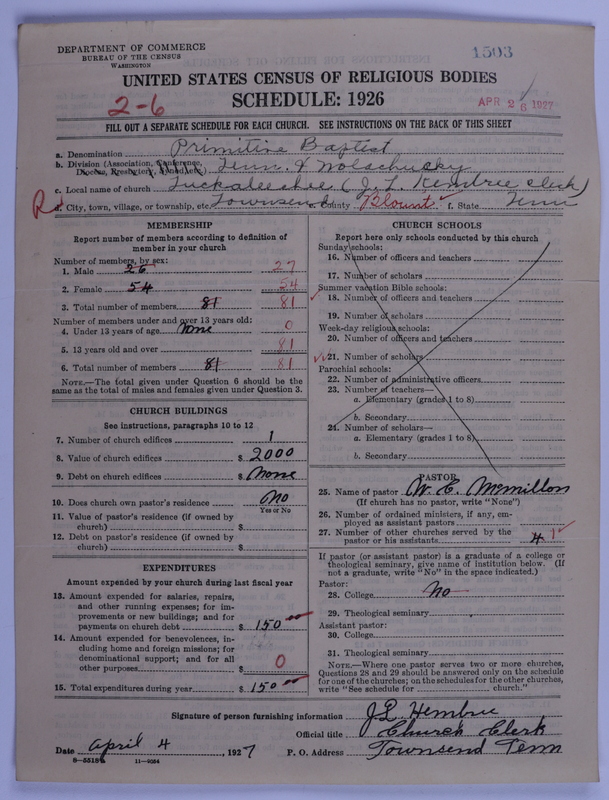 DEPARTMENT OF COMMERCE
BUREAU OF THE CENSUS
WASHINGTON
1503
UNITED STATES CENSUS OF RELIGIOUS BODIES
2-6
SCHEDULE: 1926
APR 26 1927
FILL OUT A SEPARATE SCHEDULE FOR EACH CHURCH. SEE INSTRUCTIONS ON THE BACK OF THIS SHEET
a. Denomination Primitive Baptist
b. Division (Association, Conference, Diocese, Presbytery, Tenn. & Nolachucky
c. Local name of church Tuckaleeshoe (J. L. clerk)
d. City, town, village, or township, etc. Townsend e. County Blount f. State Tenn
MEMBERSHIP
Report number of members according to definition of
member in your church
Number of members, by sex:
1. Male 26 27
2. Female 54 54
3. Total number of members 81 81
Number of members under and over 13 years old:
4. Under 13 years of age None 0
5. 13 years old and over 81
6. Total number of members 81 81
NOTE.—The total given under Question 6 should be the
same as the total of males and females given under Question 3.
CHURCH BUILDINGS
See instructions, paragraphs 10 to 12
7. Number of church edifices 1
8. Value of church edifices $ 2000
9. Debt on church edifices $ None
10. Does church own pastor's residence No
Yes or No
11. Value of pastor's residence (if owned by
church) $
12. Debt on pastor's residence (if owned by
church) $
EXPENDITURES
Amount expended by your church during last fiscal year
13. Amount expended for salaries, repairs,
and other running expenses; for im-
provements or new buildings; and for
payments on church debt $ 150 00
14. Amount expended for benevolences, in-
cluding home and foreign missions; for
denominational support; and for all
other purposes $ 0
15. Total expenditures during year $ 150 00
CHURCH SCHOOLS
Report here only schools conducted by this church
Sunday schools:
16. Number of officers and teachers
17. Number of scholars
Summer vacation Bible schools:
18. Number of officers and teachers
19. Number of scholars
Week-day religious schools:
20. Number of officers and teachers
21. Number of scholars
Parochial schools:
22. Number of administrative officers
23. Number of teachers—
a. Elementary (grades 1 to 8)
b. Secondary
24. Number of scholars—
a. Elementary (grades 1 to 8)
b. Secondary
PASTOR
25. Name of pastor W. E. McMillon
(If church has no pastor, write "None")
26. Number of ordained ministers, if any, em-
ployed as assistant pastors
27. Number of other churches served by the
pastor or his assistants 4 1
If pastor (or assistant pastor) is a graduate of a college or
theological seminary, give name of institution below. (If
not a graduate, write "No" in the space indicated.)
Pastor:
28. College No
29. Theological seminary
Assistant pastor:
30. College
31. Theological seminary
NOTE.—Where one pastor serves two or more churches,
Questions 28 and 29 should be answered only on the schedule
for one of the churches; on the schedules for the other churches,
write "See schedule for church."
Signature of person furnishing information J L Hembrie
Official title Church Clerk
Date april 4, 1927 P. O. Address Townsend Tenn
11—9064